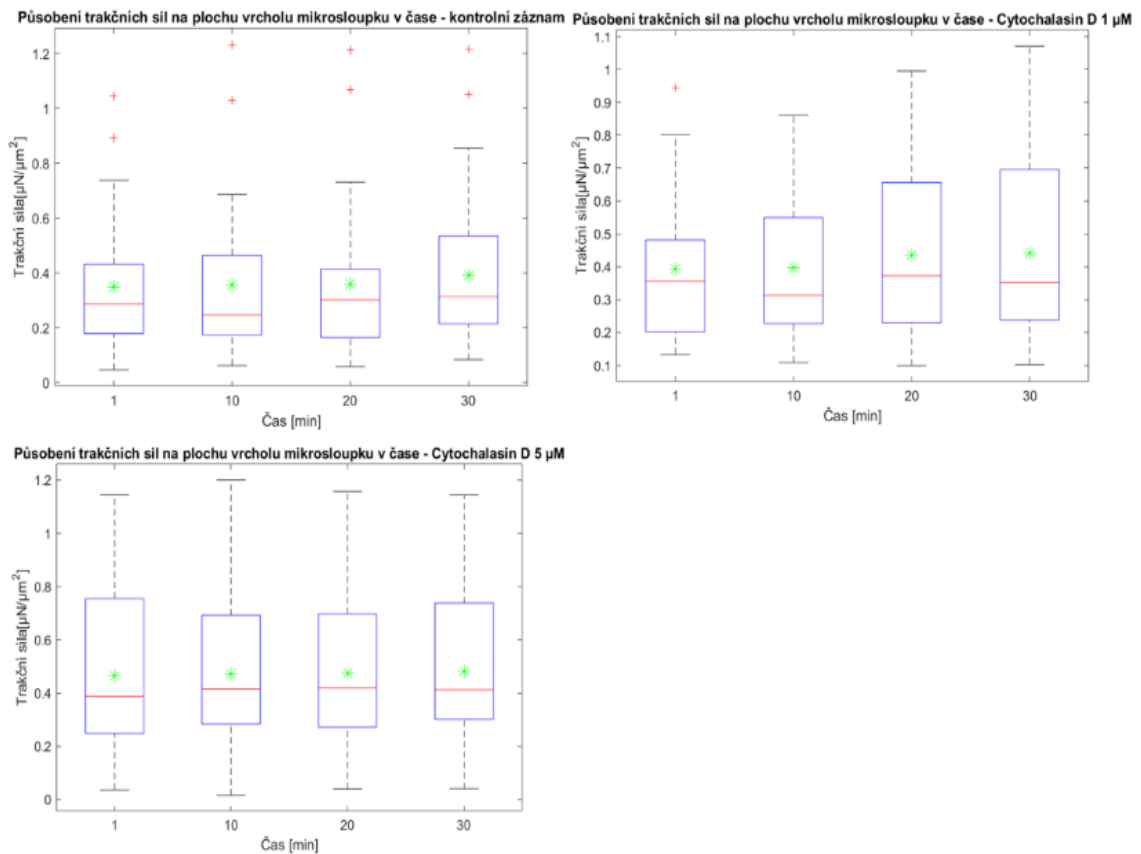 Působení trakčních sil na plochu vrcholu mikrosloupku v čase - kontrolní záznam
1.2
1
0.8
0.6
0.4
0.2
0
Trakční síla[µN/µm²]
1 10 20 30
Čas [min]
Působení trakčních sil na plochu vrcholu mikrosloupku v čase - Cytochalasin D 1 µM
1.1
1
0.9
0.8
0.7
0.6
0.5
0.4
0.3
0.2
0.1
Trakční síla[µN/µm²]
1 10 20 30
Čas [min]
Působení trakčních sil na plochu vrcholu mikrosloupku v čase - Cytochalasin D 5 µM
1.2
1
0.8
0.6
0.4
0.2
0
Trakční síla[µN/µm²]
1 10 20 30
Čas [min]